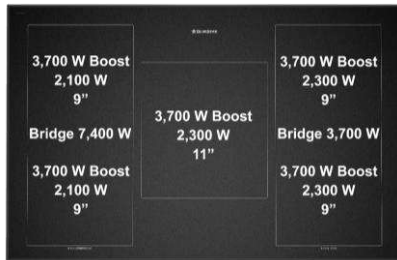 3,700 W Boost
2,100 W
9”
Bridge 7,400 W
3,700 W Boost
2,100 W
9”
3,700 W Boost
2,300 W
11”
3,700 W Boost
2,300 W
9”
Bridge 3,700 W
3,700 W Boost
2,300 W
9”